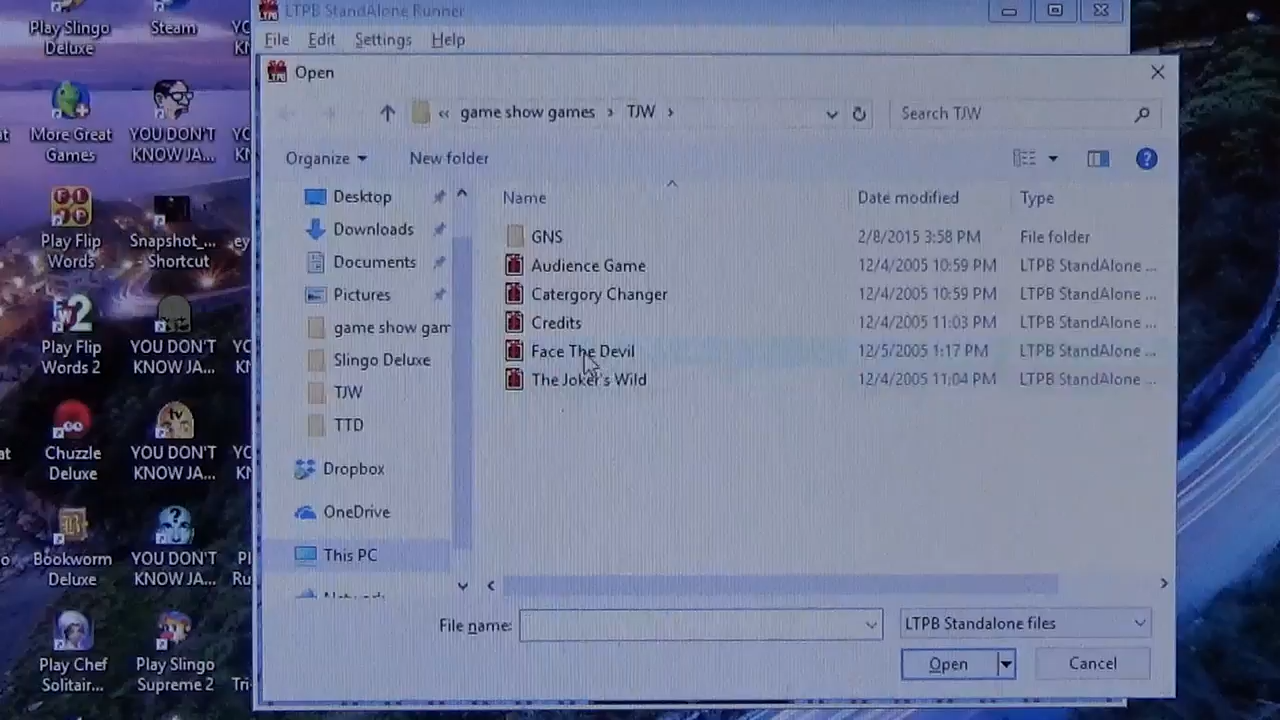 LTPB StandAlone Runner
File Edit Settings Help
Open
« game show games › TJW ›
Search TJW
Organize
New folder
Name
Date modified
Type
Desktop
Downloads
Documents
Pictures
game show gam
Slingo Deluxe
TJW
TTD
Dropbox
OneDrive
This PC
GNS 2/8/2015 3:58 PM File folder
Audience Game 12/4/2005 10:59 PM LTPB StandAlone ...
Catergory Changer 12/4/2005 10:59 PM LTPB StandAlone ...
Credits 12/4/2005 11:03 PM LTPB StandAlone ...
Face The Devil 12/5/2005 1:17 PM LTPB StandAlone ...
The Joker's Wild 12/4/2005 11:04 PM LTPB StandAlone ...
File name:
LTPB Standalone files
Open
Cancel
Play Slingo
Deluxe
Steam
More Great
Games
YOU DON'T
KNOW JA...
Play Flip
Words
Snapshot_...
- Shortcut
Play Flip
Words 2
YOU DON'T
KNOW JA...
Chuzzle
Deluxe
YOU DON'T
KNOW JA...
Bookworm
Deluxe
YOU DON'T
KNOW JA...
Play Chef
Solitair...
Play Slingo
Supreme 2
Tri-